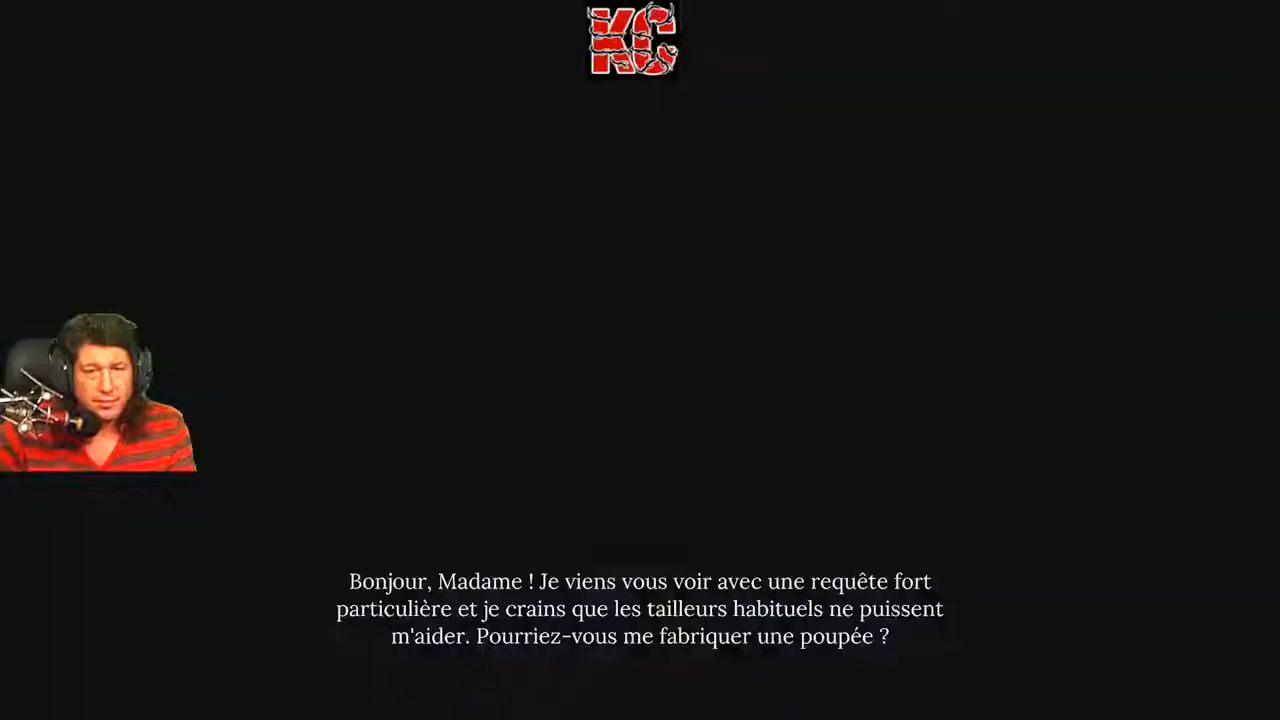 KC
Bonjour, Madame ! Je viens vous voir avec une requête fort
particulière et je crains que les tailleurs habituels ne puissent
m'aider. Pourriez-vous me fabriquer une poupée ?